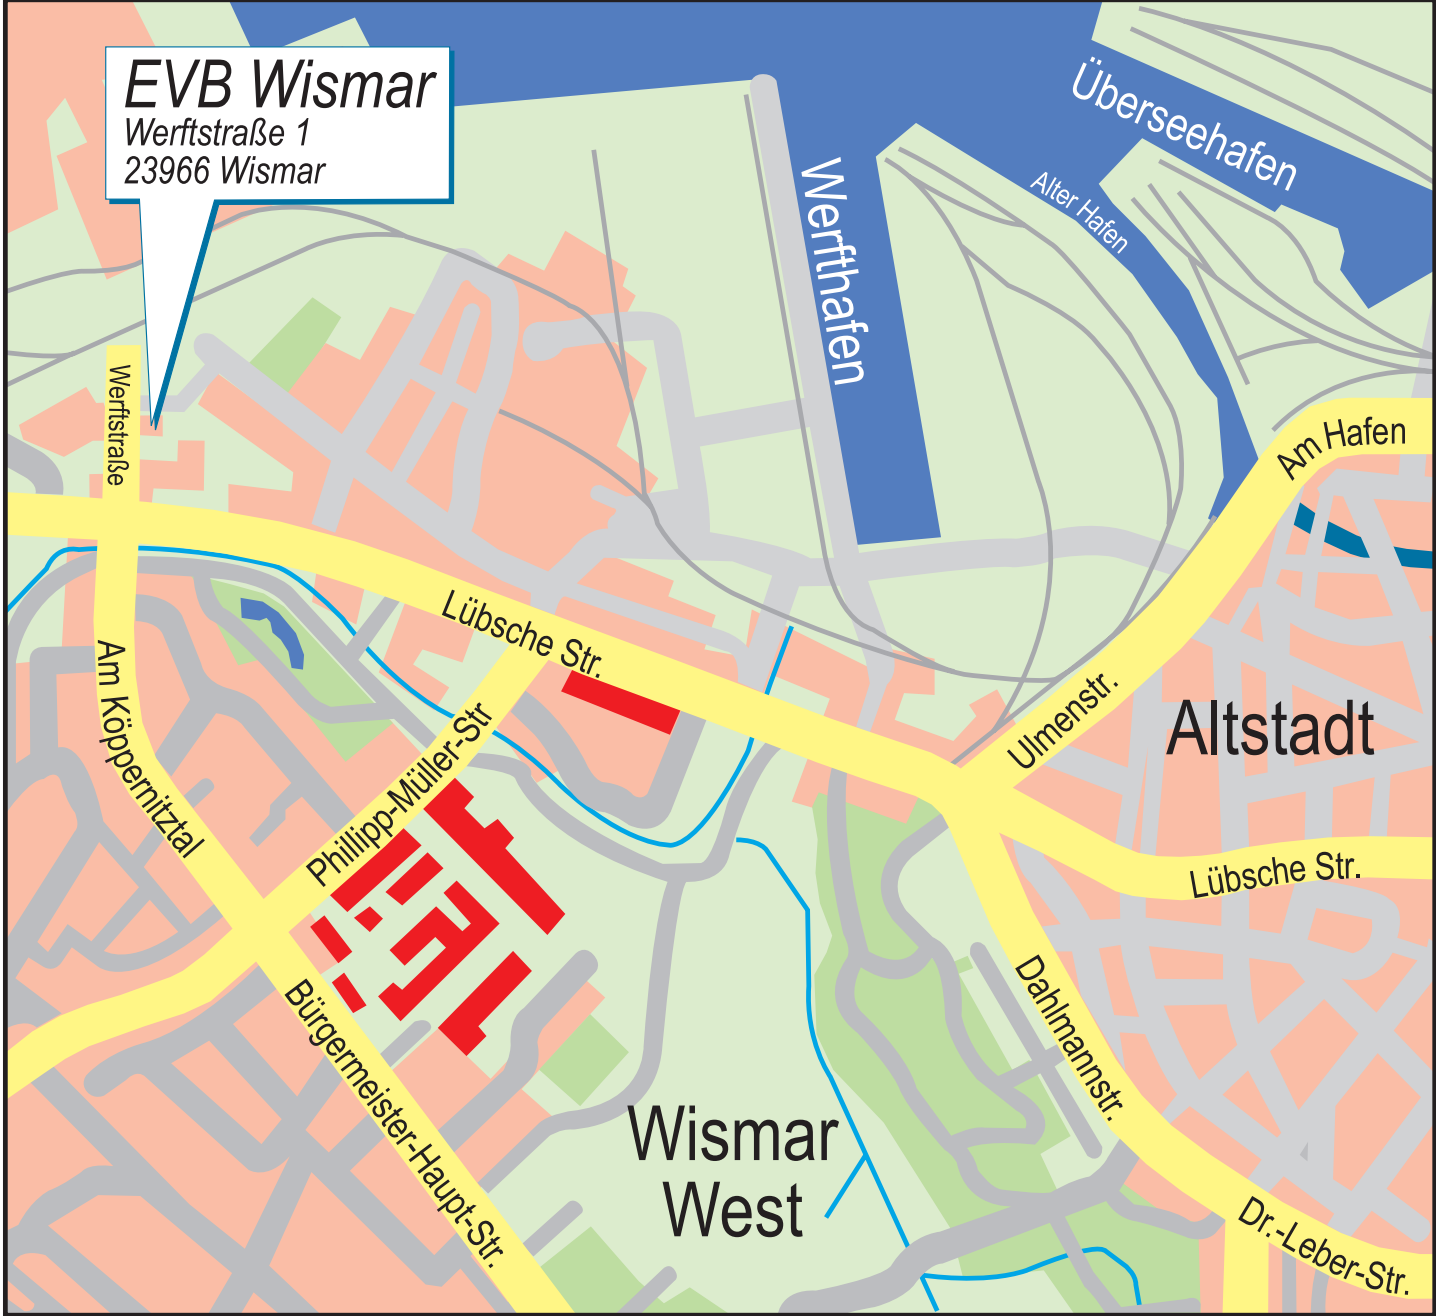 EVB Wismar
Werftstraße 1
23966 Wismar
Überseehafen
Alter Hafen
Werfthafen
Werftstraße
Am Hafen
Lübsche Str.
Am Köppernitztal
Phillipp-Müller-Str
Ulmenstr.
Altstadt
Lübsche Str.
Bürgermeister-Haupt-Str.
Dahlmannstr.
Wismar
West
Dr.-Leber-Str.